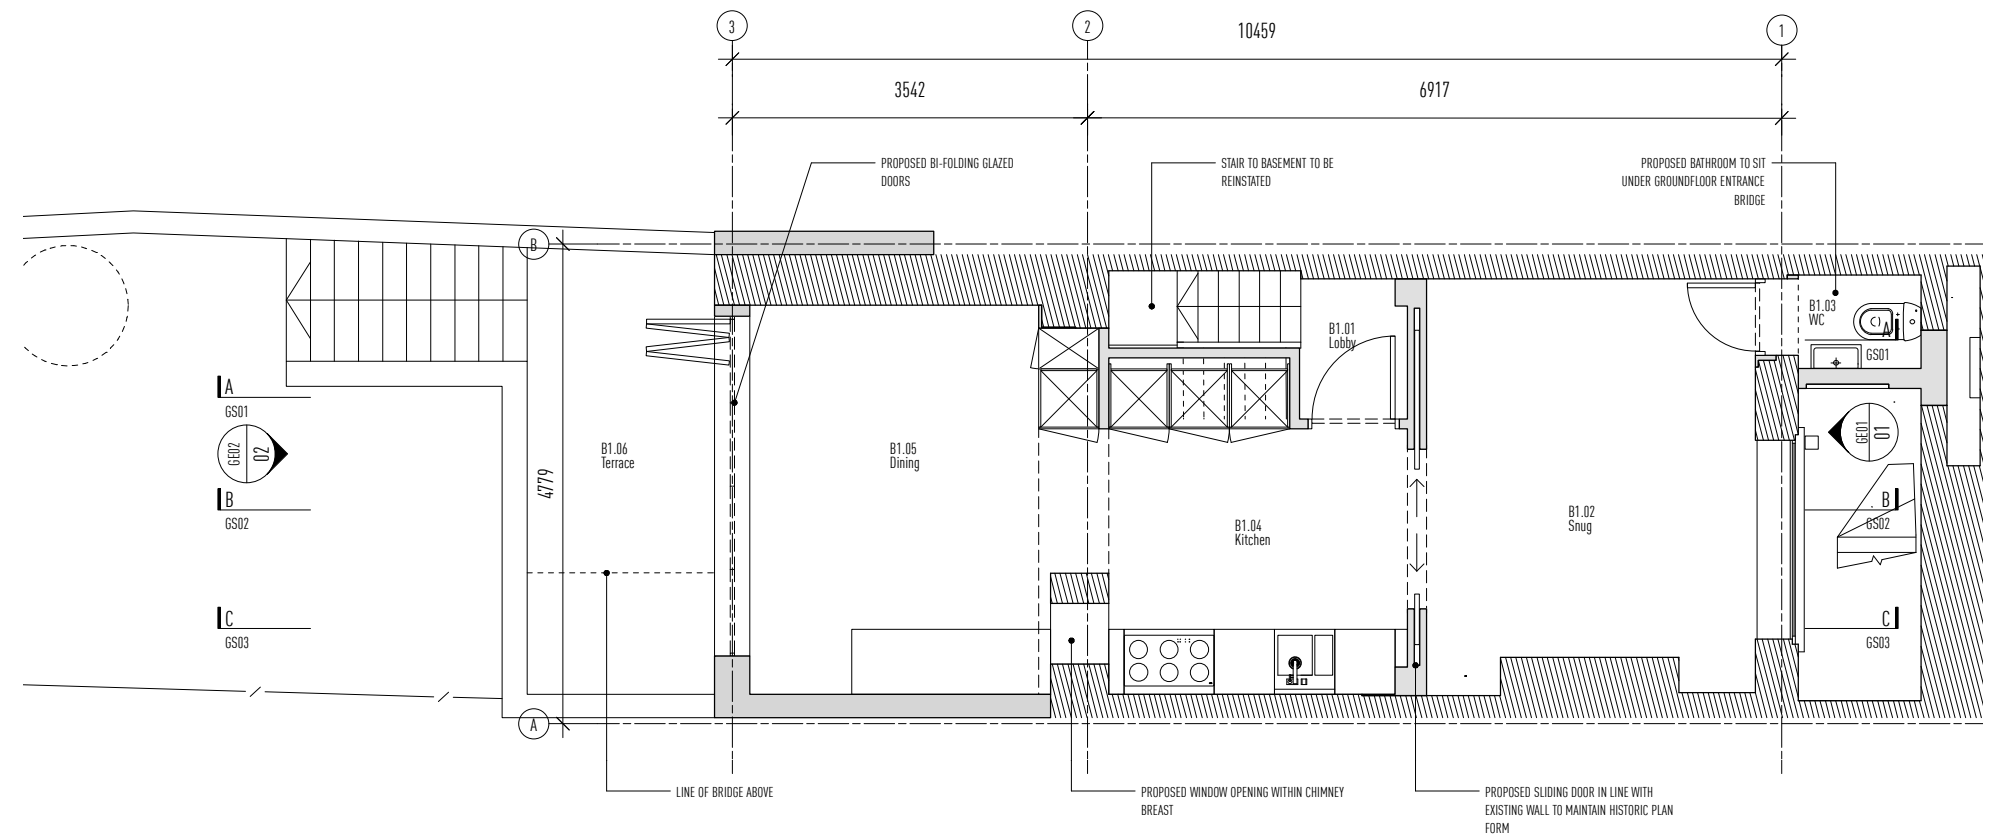 3
2
1
10459
3542
6917
PROPOSED BI-FOLDING GLAZED
DOORS
STAIR TO BASEMENT TO BE
REINSTATED
PROPOSED BATHROOM TO SIT
UNDER GROUNDFLOOR ENTRANCE
BRIDGE
B
B1.03
WC
B1.01
Lobby
A
GS01
A
GS01
GE02
02
B1.06
Terrace
4779
B1.05
Dining
GE01
01
B
GS02
B1.04
Kitchen
B1.02
Snug
B
GS02
C
GS03
C
GS03
A
LINE OF BRIDGE ABOVE
PROPOSED WINDOW OPENING WITHIN CHIMNEY
BREAST
PROPOSED SLIDING DOOR IN LINE WITH
EXISTING WALL TO MAINTAIN HISTORIC PLAN
FORM